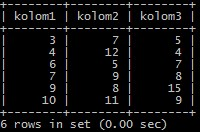 +--------+--------+--------+
| kolom1 | kolom2 | kolom3 |
+--------+--------+--------+
|      3 |      7 |      5 |
|      4 |     12 |      4 |
|      6 |      5 |      7 |
|      7 |      9 |      8 |
|      9 |      8 |     15 |
|     10 |     11 |      9 |
+--------+--------+--------+
6 rows in set (0.00 sec)